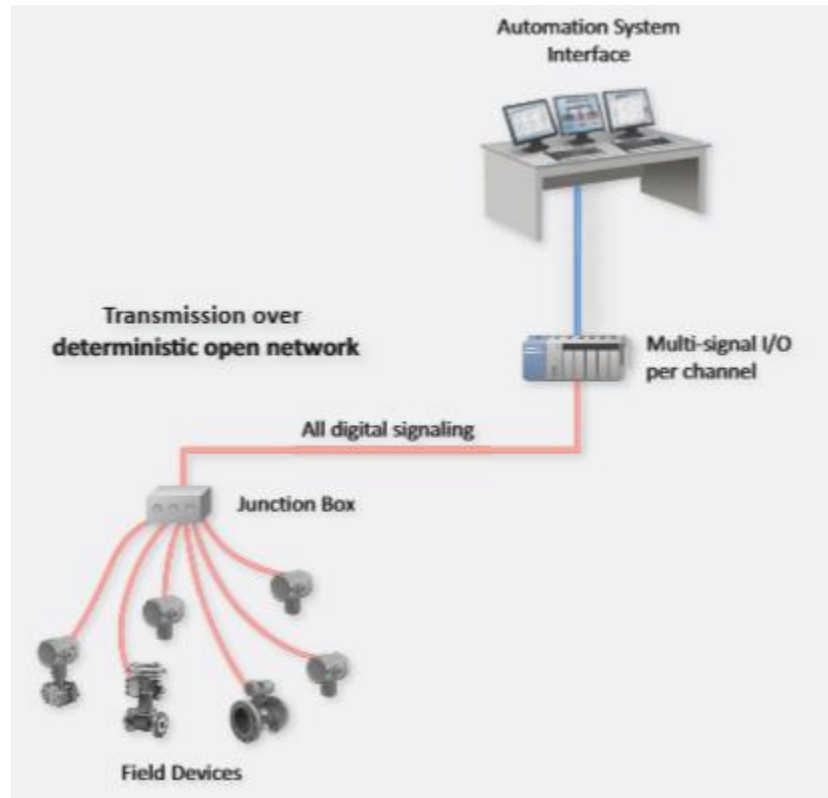 Automation System
Interface
Transmission over
deterministic open network
Multi-signal I/O
per channel
All digital signaling
Junction Box
Field Devices